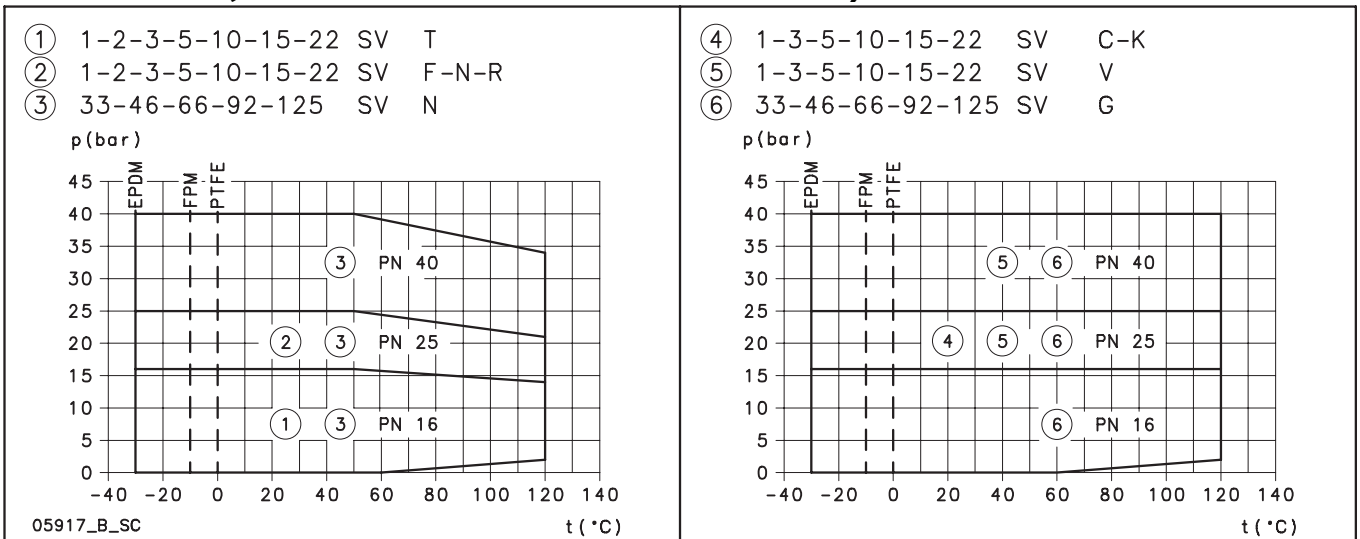 ① 1-2-3-5-10-15-22 SV T
② 1-2-3-5-10-15-22 SV F-N-R
③ 33-46-66-92-125 SV N
p(bar)
EPDM
FPM
PTFE
45
40
35
30
25
20
15
10
5
0
③ PN 40
② ③ PN 25
① ③ PN 16
-40 -20 0 20 40 60 80 100 120 140
05917_B_SC
t(°C)
④ 1-3-5-10-15-22 SV C-K
⑤ 1-3-5-10-15-22 SV V
⑥ 33-46-66-92-125 SV G
p(bar)
EPDM
FPM
PTFE
45
40
35
30
25
20
15
10
5
0
⑤ ⑥ PN 40
④ ⑤ ⑥ PN 25
⑥ PN 16
-40 -20 0 20 40 60 80 100 120 140
t(°C)